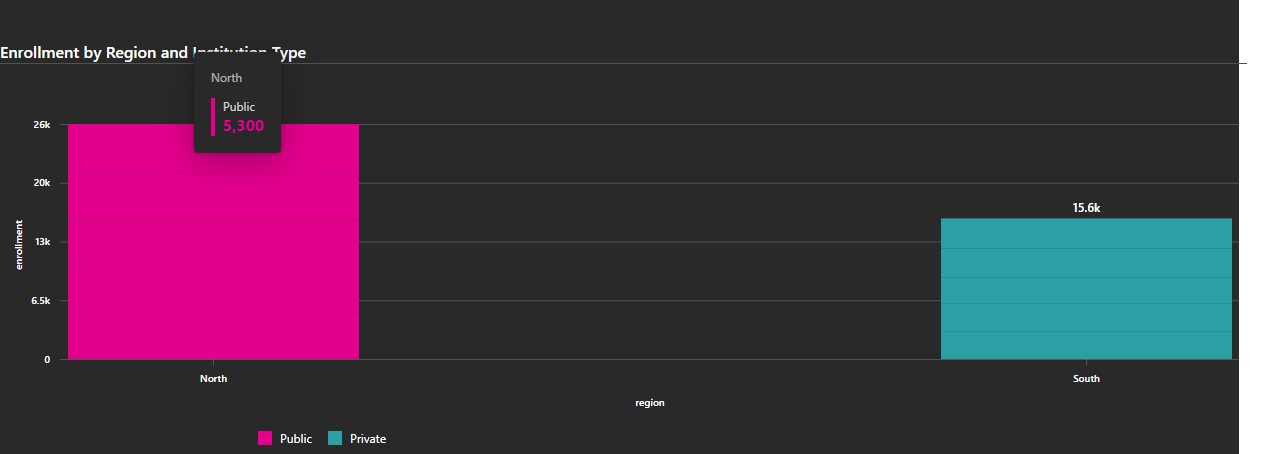 Enrollment by Region and Institution Type
North
Public
5,300
26k
20k
13k
6.5k
0
enrollment
15.6k
North
South
region
Public
Private